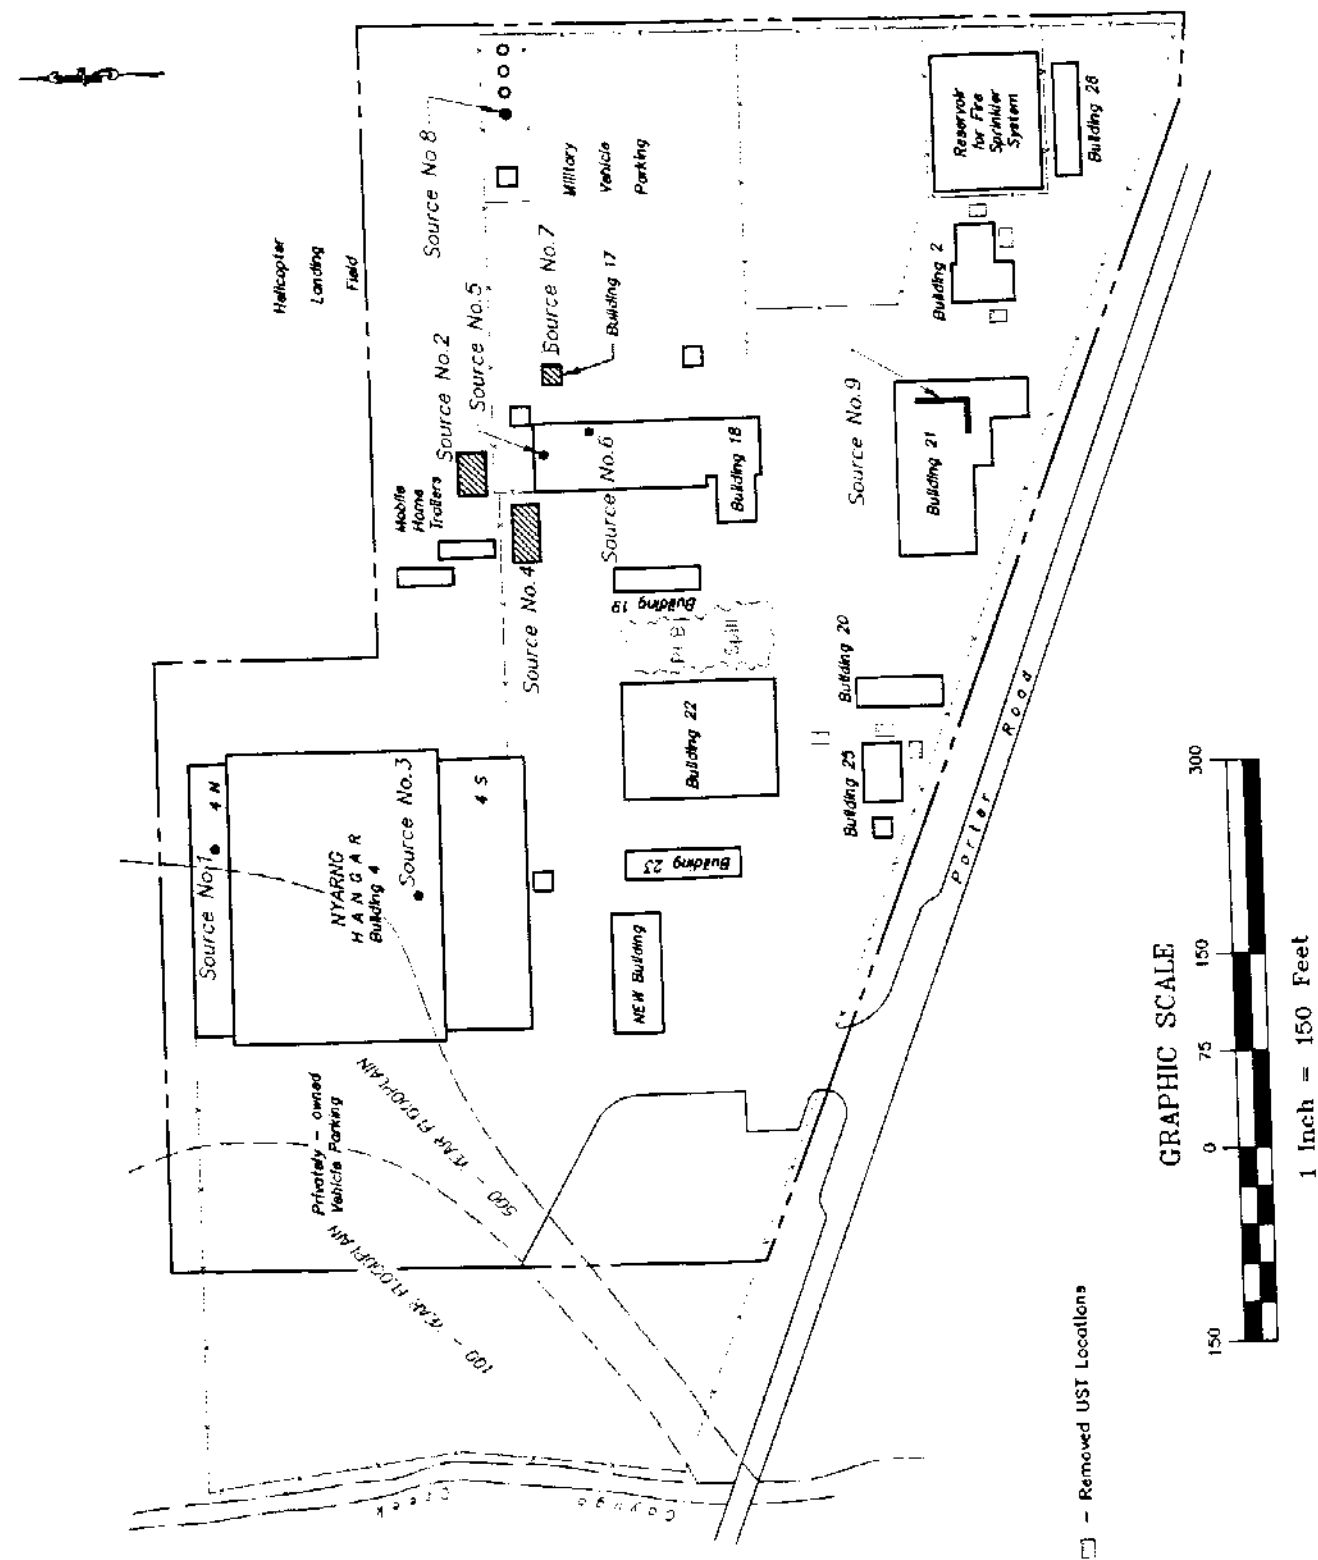 Helicopter
Landing
Field
Source No.8
Military
Vehicle
Parking
Reservoir
for Fire
Sprinkler
System
Building 28
Source No.7
Building 17
Source No.5
Source No.2
Building 2
Mobile
Home
Trailers
Source No.6
Building 18
Source No.9
Building 21
Source No.4
Building 19
Spill
Building 20
Building 22
Building 25
Building 23
NEW Building
Source No.1
4 N
NYARNG
HANGAR
Building 4
Source No.3
4 S
Privately - owned
Vehicle Parking
500 - YEAR FLOODPLAIN
100 - YEAR FLOODPLAIN
Porter Road
Cayuga Creek
GRAPHIC SCALE
150 0 75 150 300
1 Inch = 150 Feet
- Removed UST Locations